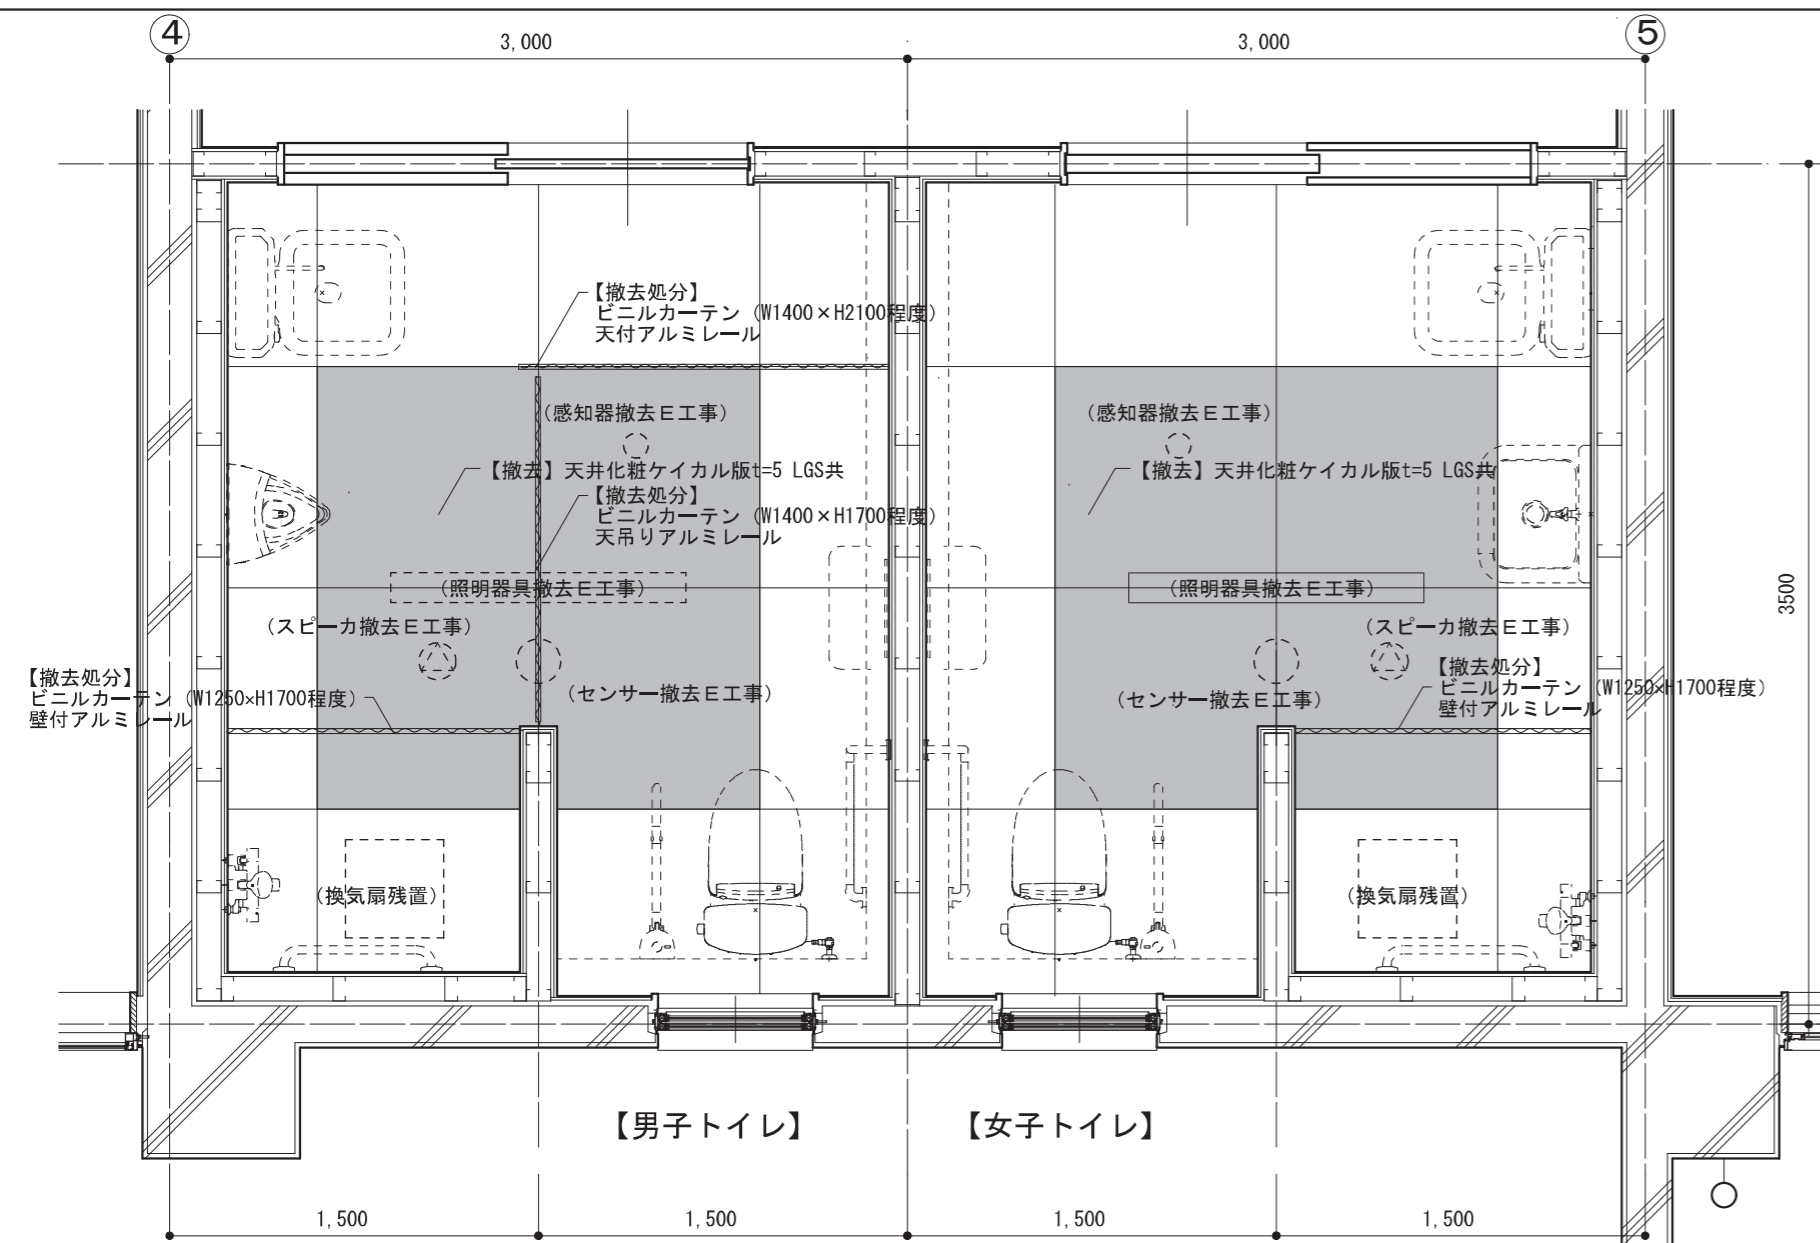 ④
3,000
3,000
⑤
【撤去処分】
ビニルカーテン（W1400×H2100程度）
天付アルミレール
（感知器撤去Ｅ工事）
（感知器撤去Ｅ工事）
【撤去】天井化粧ケイカル版t=5 LGS共
【撤去】天井化粧ケイカル版t=5 LGS共
【撤去処分】
ビニルカーテン（W1400×H1700程度）
天吊りアルミレール
（照明器具撤去Ｅ工事）
（照明器具撤去Ｅ工事）
3500
（スピーカ撤去Ｅ工事）
（スピーカ撤去Ｅ工事）
【撤去処分】
ビニルカーテン（W1250×H1700程度）
壁付アルミレール
（センサー撤去Ｅ工事）
（センサー撤去Ｅ工事）
【撤去処分】
ビニルカーテン（W1250×H1700程度）
壁付アルミレール
（換気扇残置）
（換気扇残置）
【男子トイレ】
【女子トイレ】
1,500
1,500
1,500
1,500